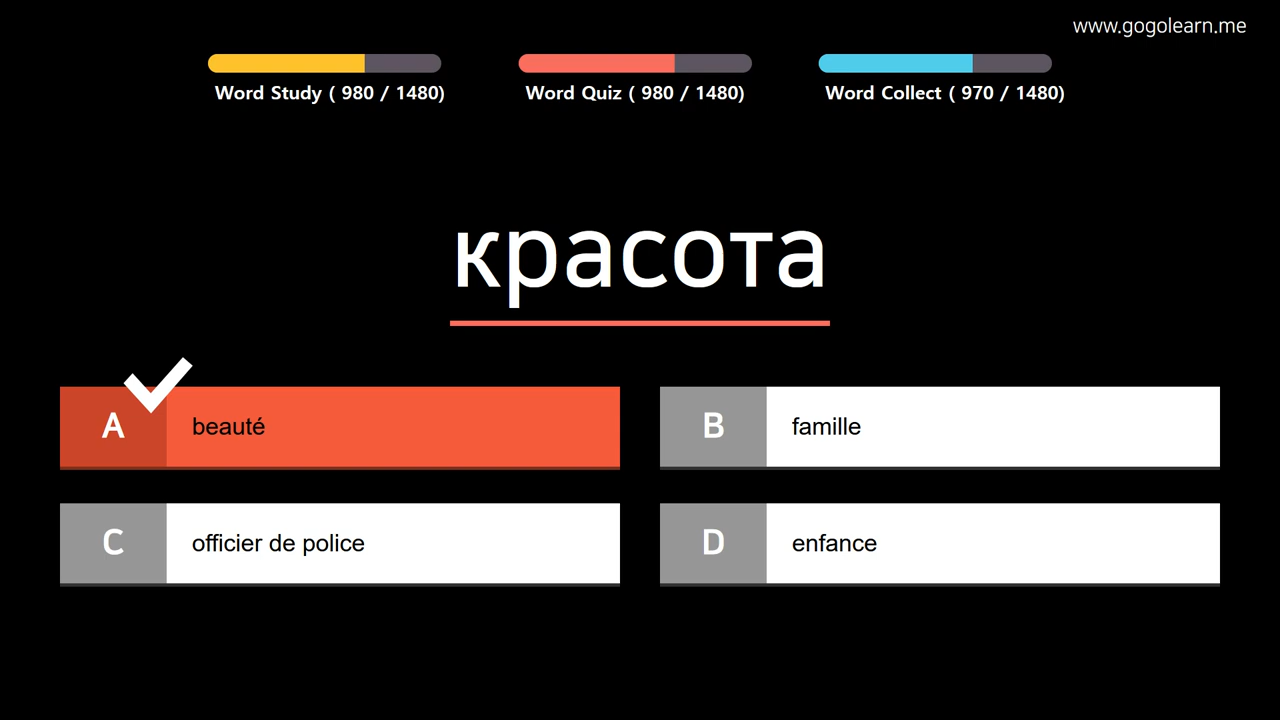 www.gogolearn.me
Word Study ( 980 / 1480)
Word Quiz ( 980 / 1480)
Word Collect ( 970 / 1480)
красота
A beauté
B famille
C officier de police
D enfance